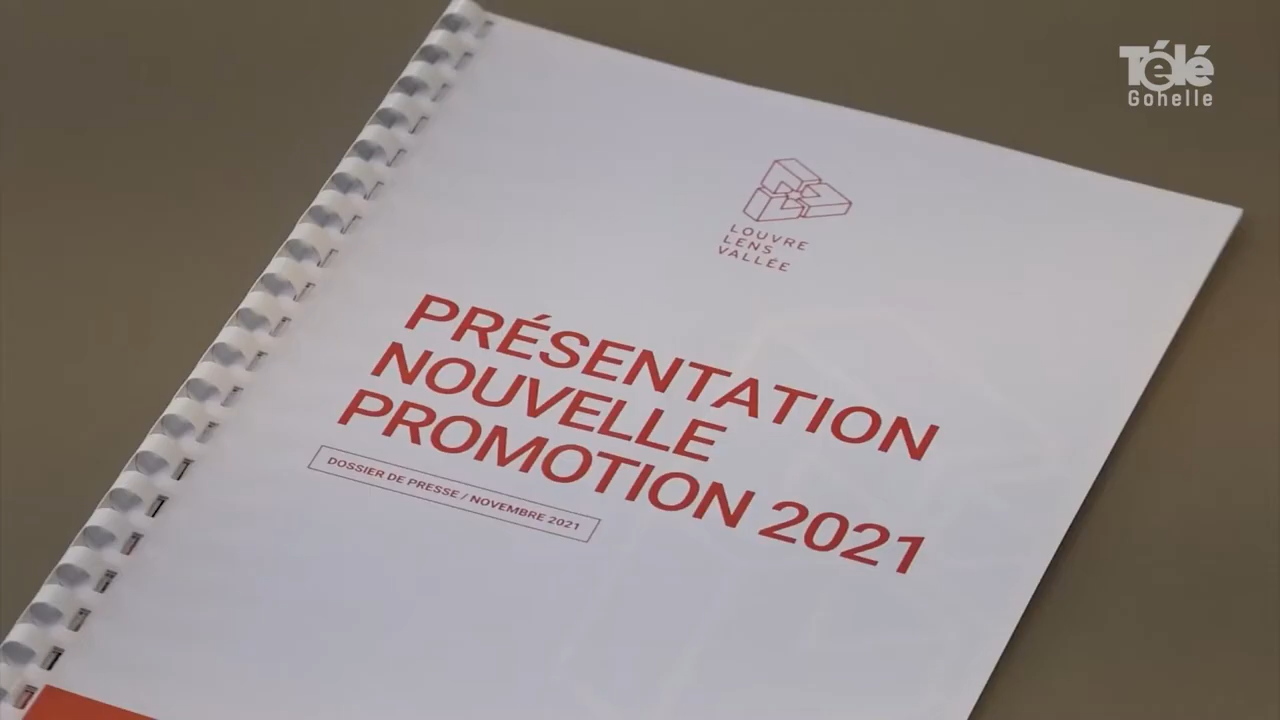 Télé
Gohelle
LOUVRE
LENS
VALLÉE
PRÉSENTATION
NOUVELLE
PROMOTION 2021
DOSSIER DE PRESSE / NOVEMBRE 2021